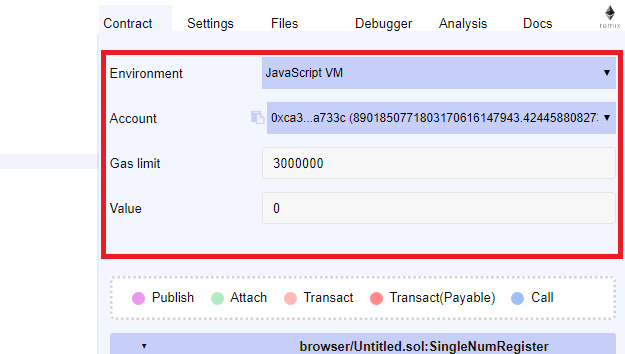 Contract Settings Files Debugger Analysis Docs
remix
Environment JavaScript VM
Account 0xca3...a733c (8901850771803170616147943.424458808273
Gas limit 3000000
Value 0
Publish Attach Transact Transact(Payable) Call
browser/Untitled.sol:SingleNumRegister